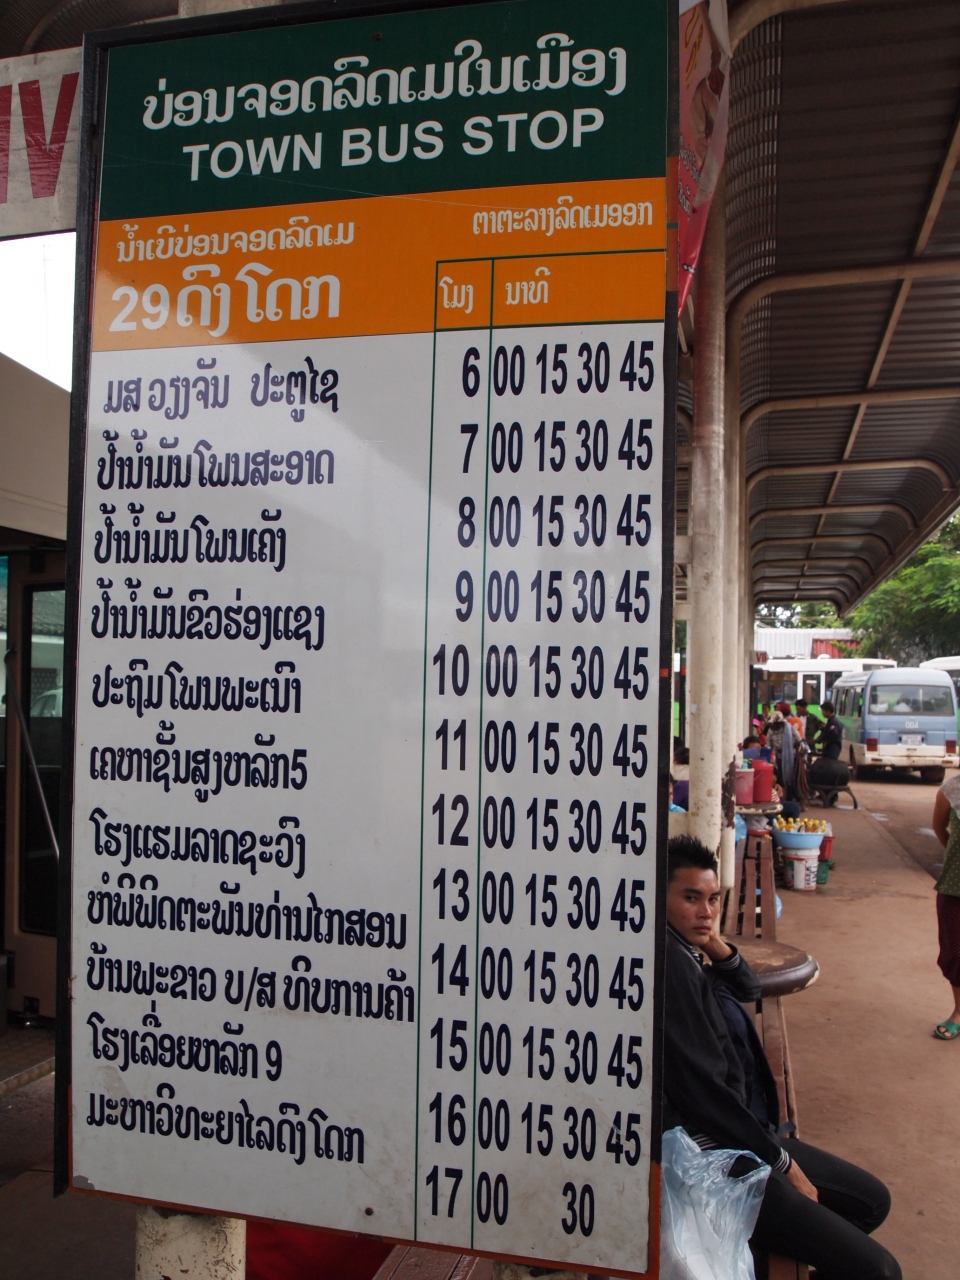 ບ່ອນຈອດລົດເມໃນເມືອງ
TOWN BUS STOP
ນ້ຳເບີບ່ອນຈອດລົດເມ
29 ດົງໂດກ
ຕາຕະລາງລົດເມອອກ
ໂມງ ນາທີ
ມສ ວຽງຈັນ ປະຕູໄຊ
ປ້ຳນ້ຳມັນໂພນສະອາດ
ປ້ຳນ້ຳມັນໂພນເຄັງ
ປ້ຳນ້ຳມັນຂົວຮ່ອງແຊງ
ປະຖົມໂພນພະເນົາ
ເຄຫາຊັ້ນສູງຫລັກ5
ໂຮງແຮມລາດຊະວົງ
ຫໍພິພິດຕະພັນທ່ານໄກສອນ
ບ້ານພະຂາວ ບ/ສ ທິບການຄ້າ
ໂຮງເລື່ອຍຫລັກ 9
ມະຫາວິທະຍາໄລດົງໂດກ
6 00 15 30 45
7 00 15 30 45
8 00 15 30 45
9 00 15 30 45
10 00 15 30 45
11 00 15 30 45
12 00 15 30 45
13 00 15 30 45
14 00 15 30 45
15 00 15 30 45
16 00 15 30 45
17 00 30